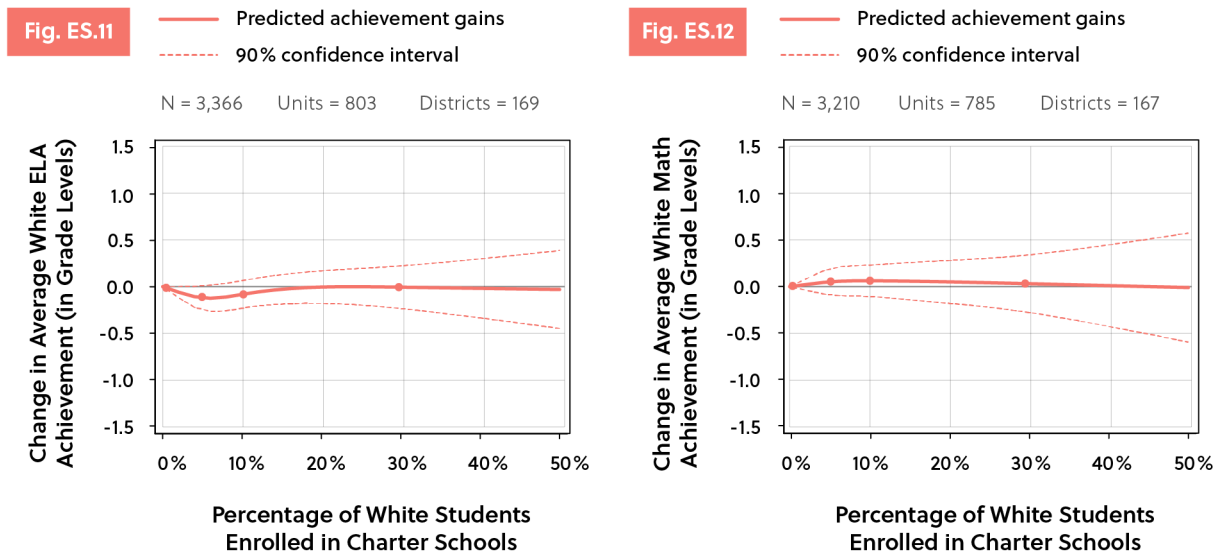 Fig. ES.11
Predicted achievement gains
90% confidence interval
N = 3,366 Units = 803 Districts = 169
Change in Average White ELA
Achievement (in Grade Levels)
1.5
1.0
0.5
0.0
-0.5
-1.0
-1.5
0% 10% 20% 30% 40% 50%
Percentage of White Students
Enrolled in Charter Schools
Fig. ES.12
Predicted achievement gains
90% confidence interval
N = 3,210 Units = 785 Districts = 167
Change in Average White Math
Achievement (in Grade Levels)
1.5
1.0
0.5
0.0
-0.5
-1.0
-1.5
0% 10% 20% 30% 40% 50%
Percentage of White Students
Enrolled in Charter Schools